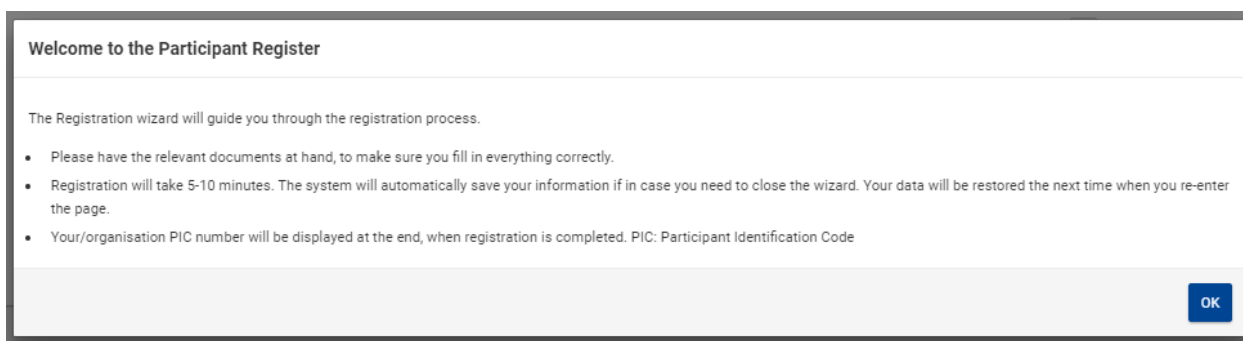 Welcome to the Participant Register
The Registration wizard will guide you through the registration process.
• Please have the relevant documents at hand, to make sure you fill in everything correctly.
• Registration will take 5-10 minutes. The system will automatically save your information if in case you need to close the wizard. Your data will be restored the next time when you re-enter
the page.
• Your/organisation PIC number will be displayed at the end, when registration is completed. PIC: Participant Identification Code
OK